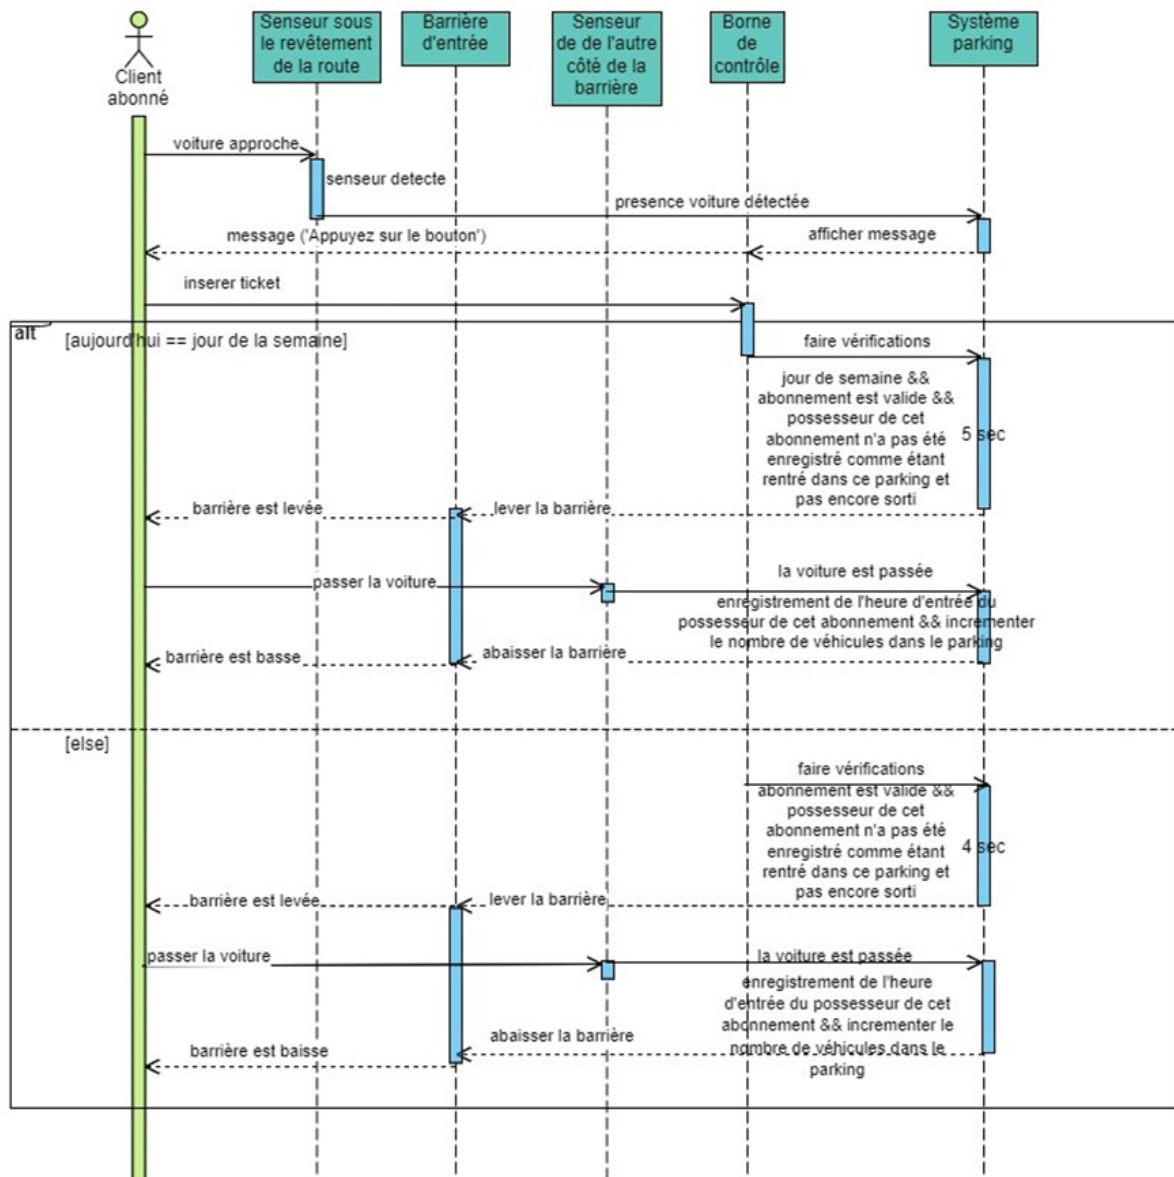 Client
abonné
Senseur sous
le revêtement
de la route
Barrière
d'entrée
Senseur
de de l'autre
côté de la
barrière
Borne
de
contrôle
Système
parking
voiture approche
senseur detecte
presence voiture détectée
message ('Appuyez sur le bouton')
afficher message
inserer ticket
alt
[aujourd'hui == jour de la semaine]
faire vérifications
jour de semaine &&
abonnement est valide &&
possesseur de cet
abonnement n'a pas été
enregistré comme étant
rentré dans ce parking et
pas encore sorti
5 sec
barrière est levée
lever la barrière
passer la voiture
la voiture est passée
enregistrement de l'heure d'entrée du
possesseur de cet abonnement && incrementer
le nombre de véhicules dans le parking
barrière est basse
abaisser la barrière
[else]
faire vérifications
abonnement est valide &&
possesseur de cet
abonnement n'a pas été
enregistré comme étant
rentré dans ce parking et
pas encore sorti
4 sec
barrière est levée
lever la barrière
passer la voiture
la voiture est passée
enregistrement de l'heure
d'entrée du possesseur de cet
abonnement && incrementer le
nombre de véhicules dans le
parking
abaisser la barrière
barrière est baisse